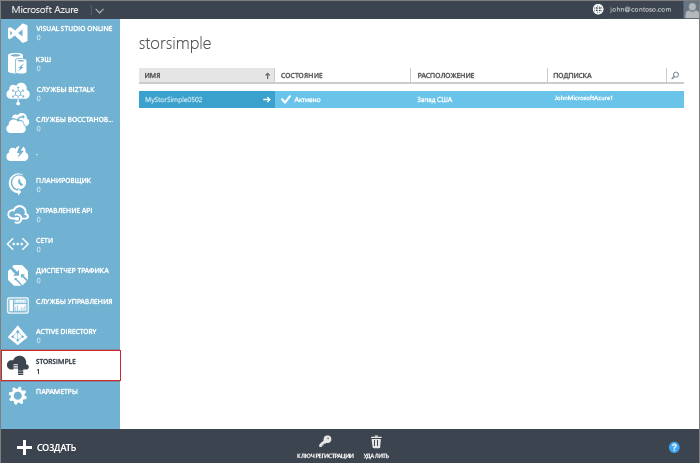 Microsoft Azure
john@contoso.com
VISUAL STUDIO ONLINE
0
КЭШ
0
СЛУЖБЫ BIZTALK
0
СЛУЖБЫ ВОССТАНОВ...
0
-
ПЛАНИРОВЩИК
0
УПРАВЛЕНИЕ API
0
СЕТИ
0
ДИСПЕТЧЕР ТРАФИКА
0
СЛУЖБЫ УПРАВЛЕНИЯ
ACTIVE DIRECTORY
0
STORSIMPLE
1
ПАРАМЕТРЫ
storsimple
ИМЯ СОСТОЯНИЕ РАСПОЛОЖЕНИЕ ПОДПИСКА
MyStorSimple0502 Активно Запад США JohnMicrosoftAzure1
СОЗДАТЬ
КЛЮЧ РЕГИСТРАЦИИ УДАЛИТЬ
?